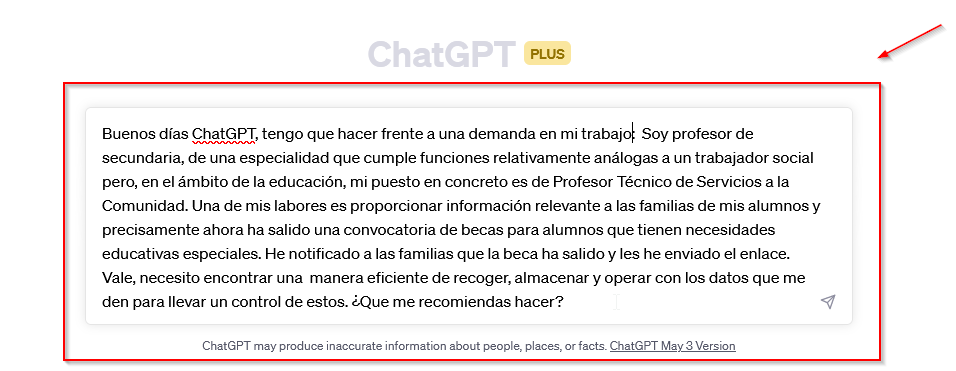 ChatGPT PLUS
Buenos días ChatGPT, tengo que hacer frente a una demanda en mi trabajo: Soy profesor de
secundaria, de una especialidad que cumple funciones relativamente análogas a un trabajador social
pero, en el ámbito de la educación, mi puesto en concreto es de Profesor Técnico de Servicios a la
Comunidad. Una de mis labores es proporcionar información relevante a las familias de mis alumnos y
precisamente ahora ha salido una convocatoria de becas para alumnos que tienen necesidades
educativas especiales. He notificado a las familias que la beca ha salido y les he enviado el enlace.
Vale, necesito encontrar una  manera eficiente de recoger, almacenar y operar con los datos que me
den para llevar un control de estos. ¿Que me recomiendas hacer?
ChatGPT may produce inaccurate information about people, places, or facts. ChatGPT May 3 Version